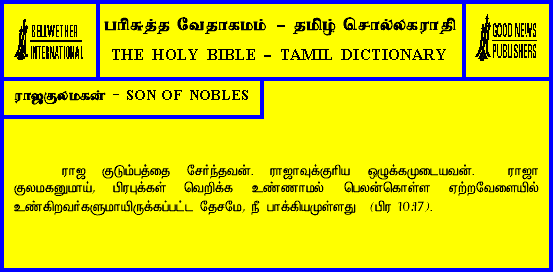 BELLWETHER
INTERNATIONAL
பரிசுத்த வேதாகமம் – தமிழ் சொல்லகராதி
THE HOLY BIBLE – TAMIL DICTIONARY
GOOD NEWS
PUBLISHERS
ராஜகுலமகன் – SON OF NOBLES
ராஜ குடும்பத்தை சேர்ந்தவன். ராஜாவுக்குரிய ஒழுக்கமுடையவன். ராஜா
குலமகனுமாய், பிரபுக்கள் வெறிக்க உண்ணாமல் பெலன்கொள்ள ஏற்றவேளையில்
உண்கிறவர்களுமாயிருக்கப்பட்ட தேசமே, நீ பாக்கியமுள்ளது (பிர 10:17).